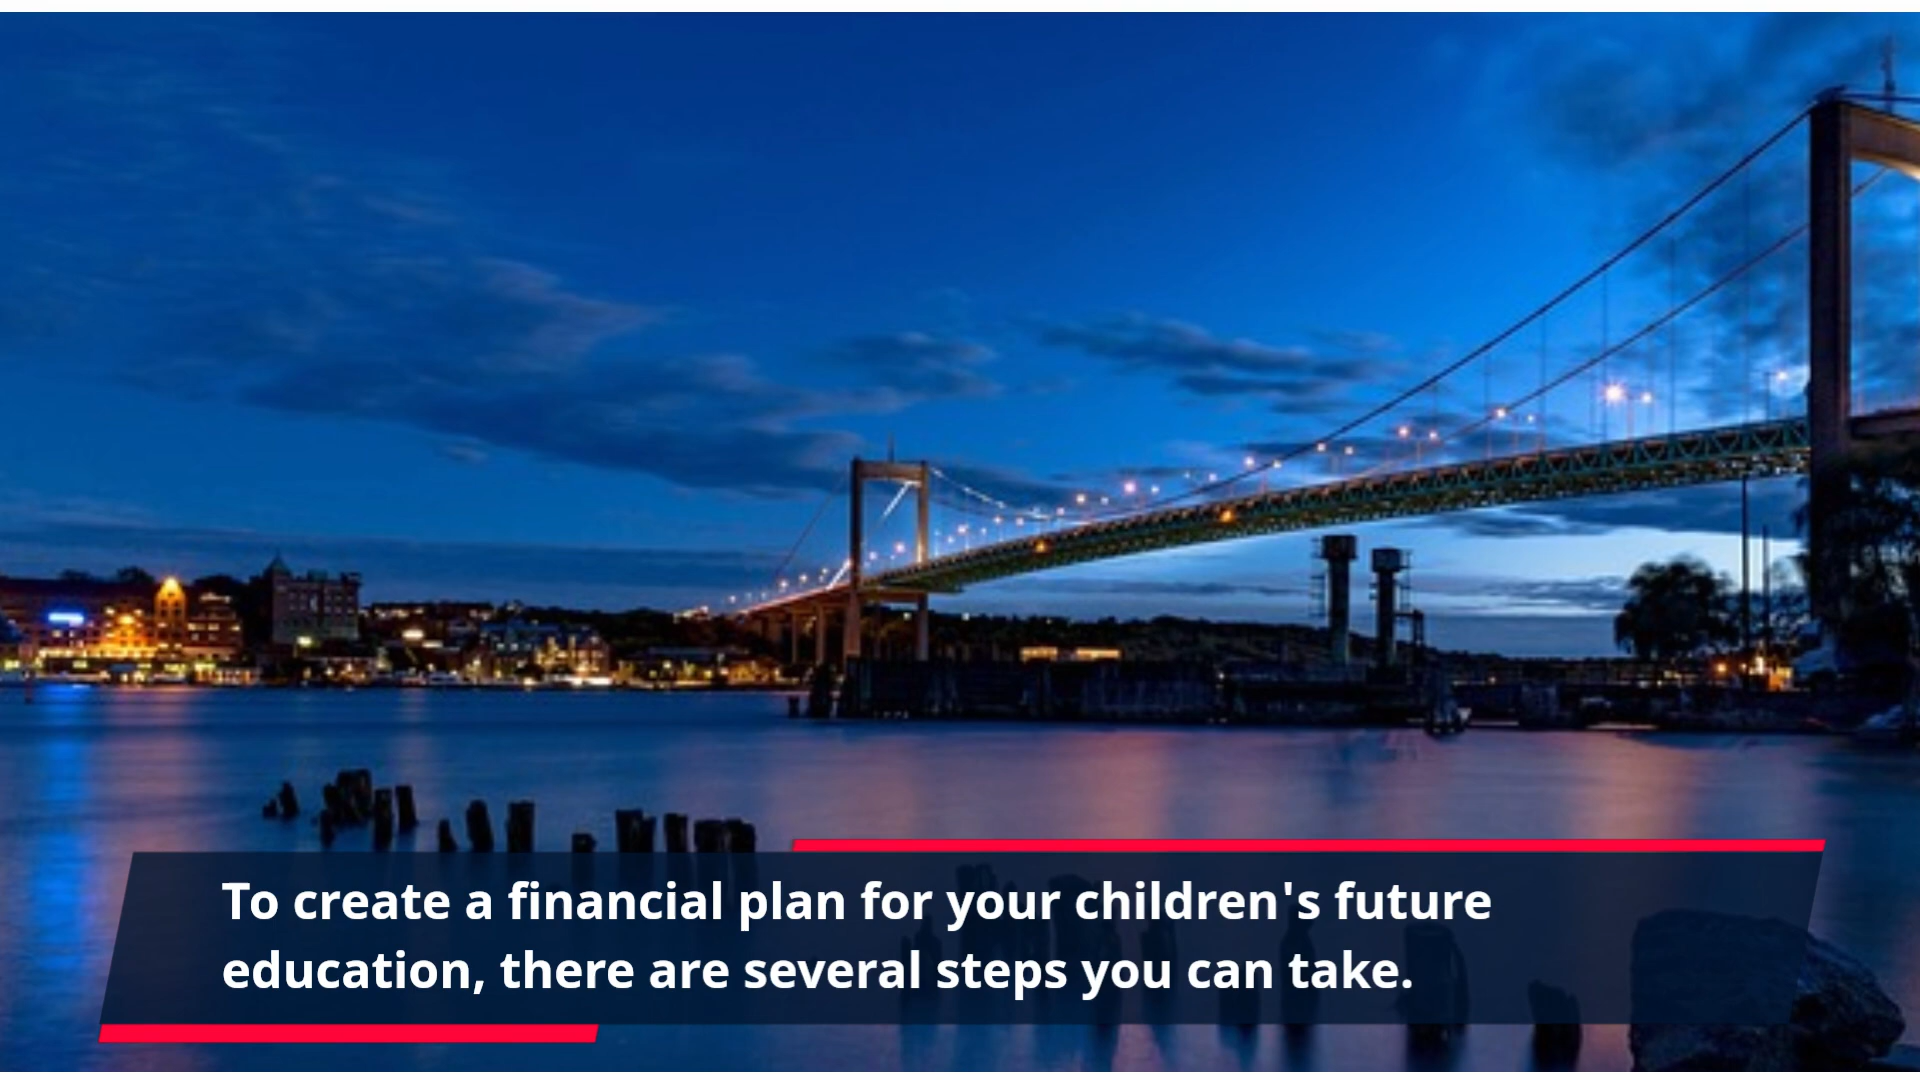 To create a financial plan for your children's future
education, there are several steps you can take.